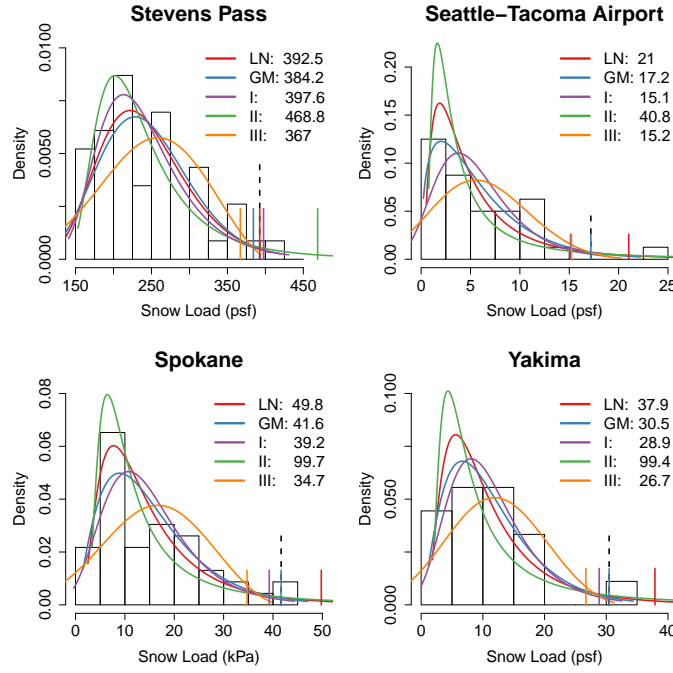 Stevens Pass
LN: 392.5
GM: 384.2
I: 397.6
II: 468.8
III: 367
Density
0.0000 0.0050 0.0100
150 250 350 450
Snow Load (psf)
Seattle−Tacoma Airport
LN: 21
GM: 17.2
I: 15.1
II: 40.8
III: 15.2
Density
0.00 0.05 0.10 0.15 0.20
0 5 10 15 20 25
Snow Load (psf)
Spokane
LN: 49.8
GM: 41.6
I: 39.2
II: 99.7
III: 34.7
Density
0.00 0.02 0.04 0.06 0.08
0 10 20 30 40 50
Snow Load (kPa)
Yakima
LN: 37.9
GM: 30.5
I: 28.9
II: 99.4
III: 26.7
Density
0.000 0.050 0.100
0 10 20 30 40
Snow Load (psf)